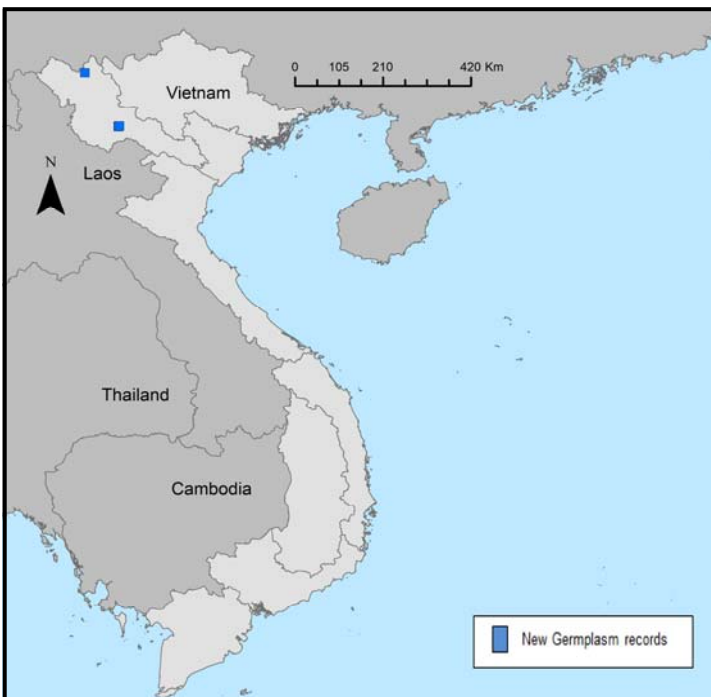 0 105 210 420 Km
Vietnam
N
Laos
Thailand
Cambodia
New Germplasm records